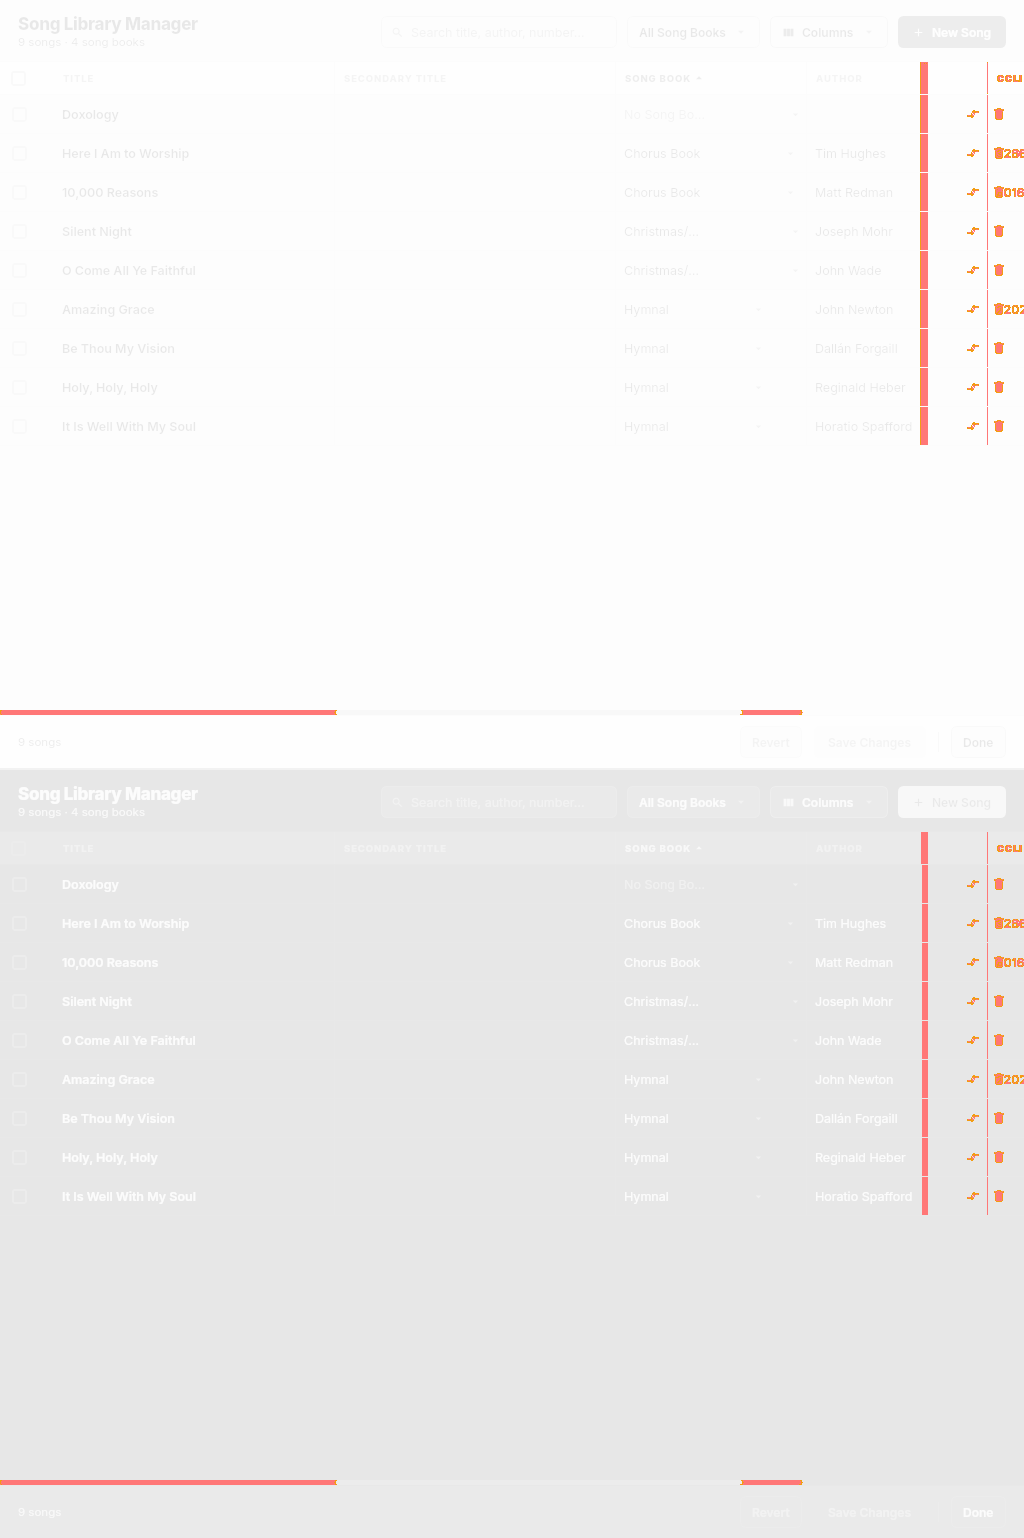 Song Library Manager
9 songs · 4 song books
Search title, author, number...
All Song Books
Columns
+ New Song
TITLE SECONDARY TITLE SONG BOOK AUTHOR CCLI
Doxology No Song Bo... -
Here I Am to Worship Chorus Book - Tim Hughes
10,000 Reasons Chorus Book - Matt Redman
Silent Night Christmas/... - Joseph Mohr
O Come All Ye Faithful Christmas/... - John Wade
Amazing Grace Hymnal - John Newton
Be Thou My Vision Hymnal - Dallán Forgaill
Holy, Holy, Holy Hymnal - Reginald Heber
It Is Well With My Soul Hymnal - Horatio Spafford
9 songs Revert Save Changes Done
Song Library Manager
9 songs · 4 song books
Search title, author, number...
All Song Books
Columns
+ New Song
TITLE SECONDARY TITLE SONG BOOK AUTHOR CCLI
Doxology No Song Bo... -
Here I Am to Worship Chorus Book - Tim Hughes
10,000 Reasons Chorus Book - Matt Redman
Silent Night Christmas/... - Joseph Mohr
O Come All Ye Faithful Christmas/... - John Wade
Amazing Grace Hymnal - John Newton
Be Thou My Vision Hymnal - Dallán Forgaill
Holy, Holy, Holy Hymnal - Reginald Heber
It Is Well With My Soul Hymnal - Horatio Spafford
9 songs Revert Save Changes Done